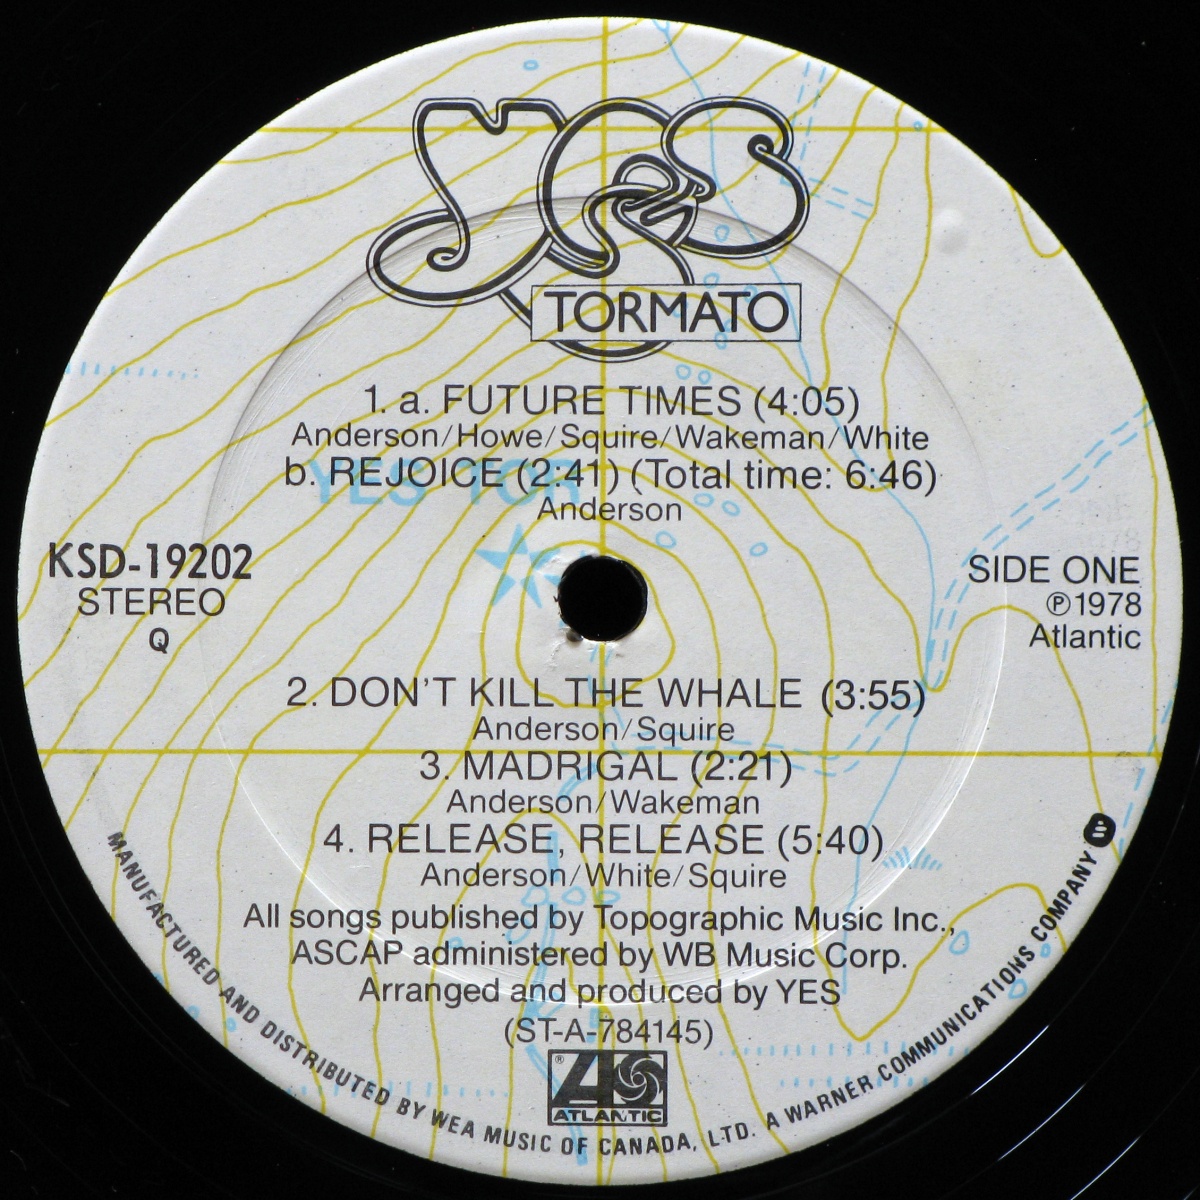 YES
TORMATO
1. a. FUTURE TIMES (4:05)
Anderson/Howe/Squire/Wakeman/White
b. REJOICE (2:41) (Total time: 6:46)
Anderson
YES TOR
KSD-19202
STEREO
Q
SIDE ONE
℗1978
Atlantic
2. DON'T KILL THE WHALE (3:55)
Anderson/Squire
3. MADRIGAL (2:21)
Anderson/Wakeman
4. RELEASE, RELEASE (5:40)
Anderson/White/Squire
All songs published by Topographic Music Inc.,
ASCAP administered by WB Music Corp.
Arranged and produced by YES
(ST-A-784145)
®
ATLANTIC
MANUFACTURED AND DISTRIBUTED BY WEA MUSIC OF CANADA, LTD. A WARNER COMMUNICATIONS COMPANY